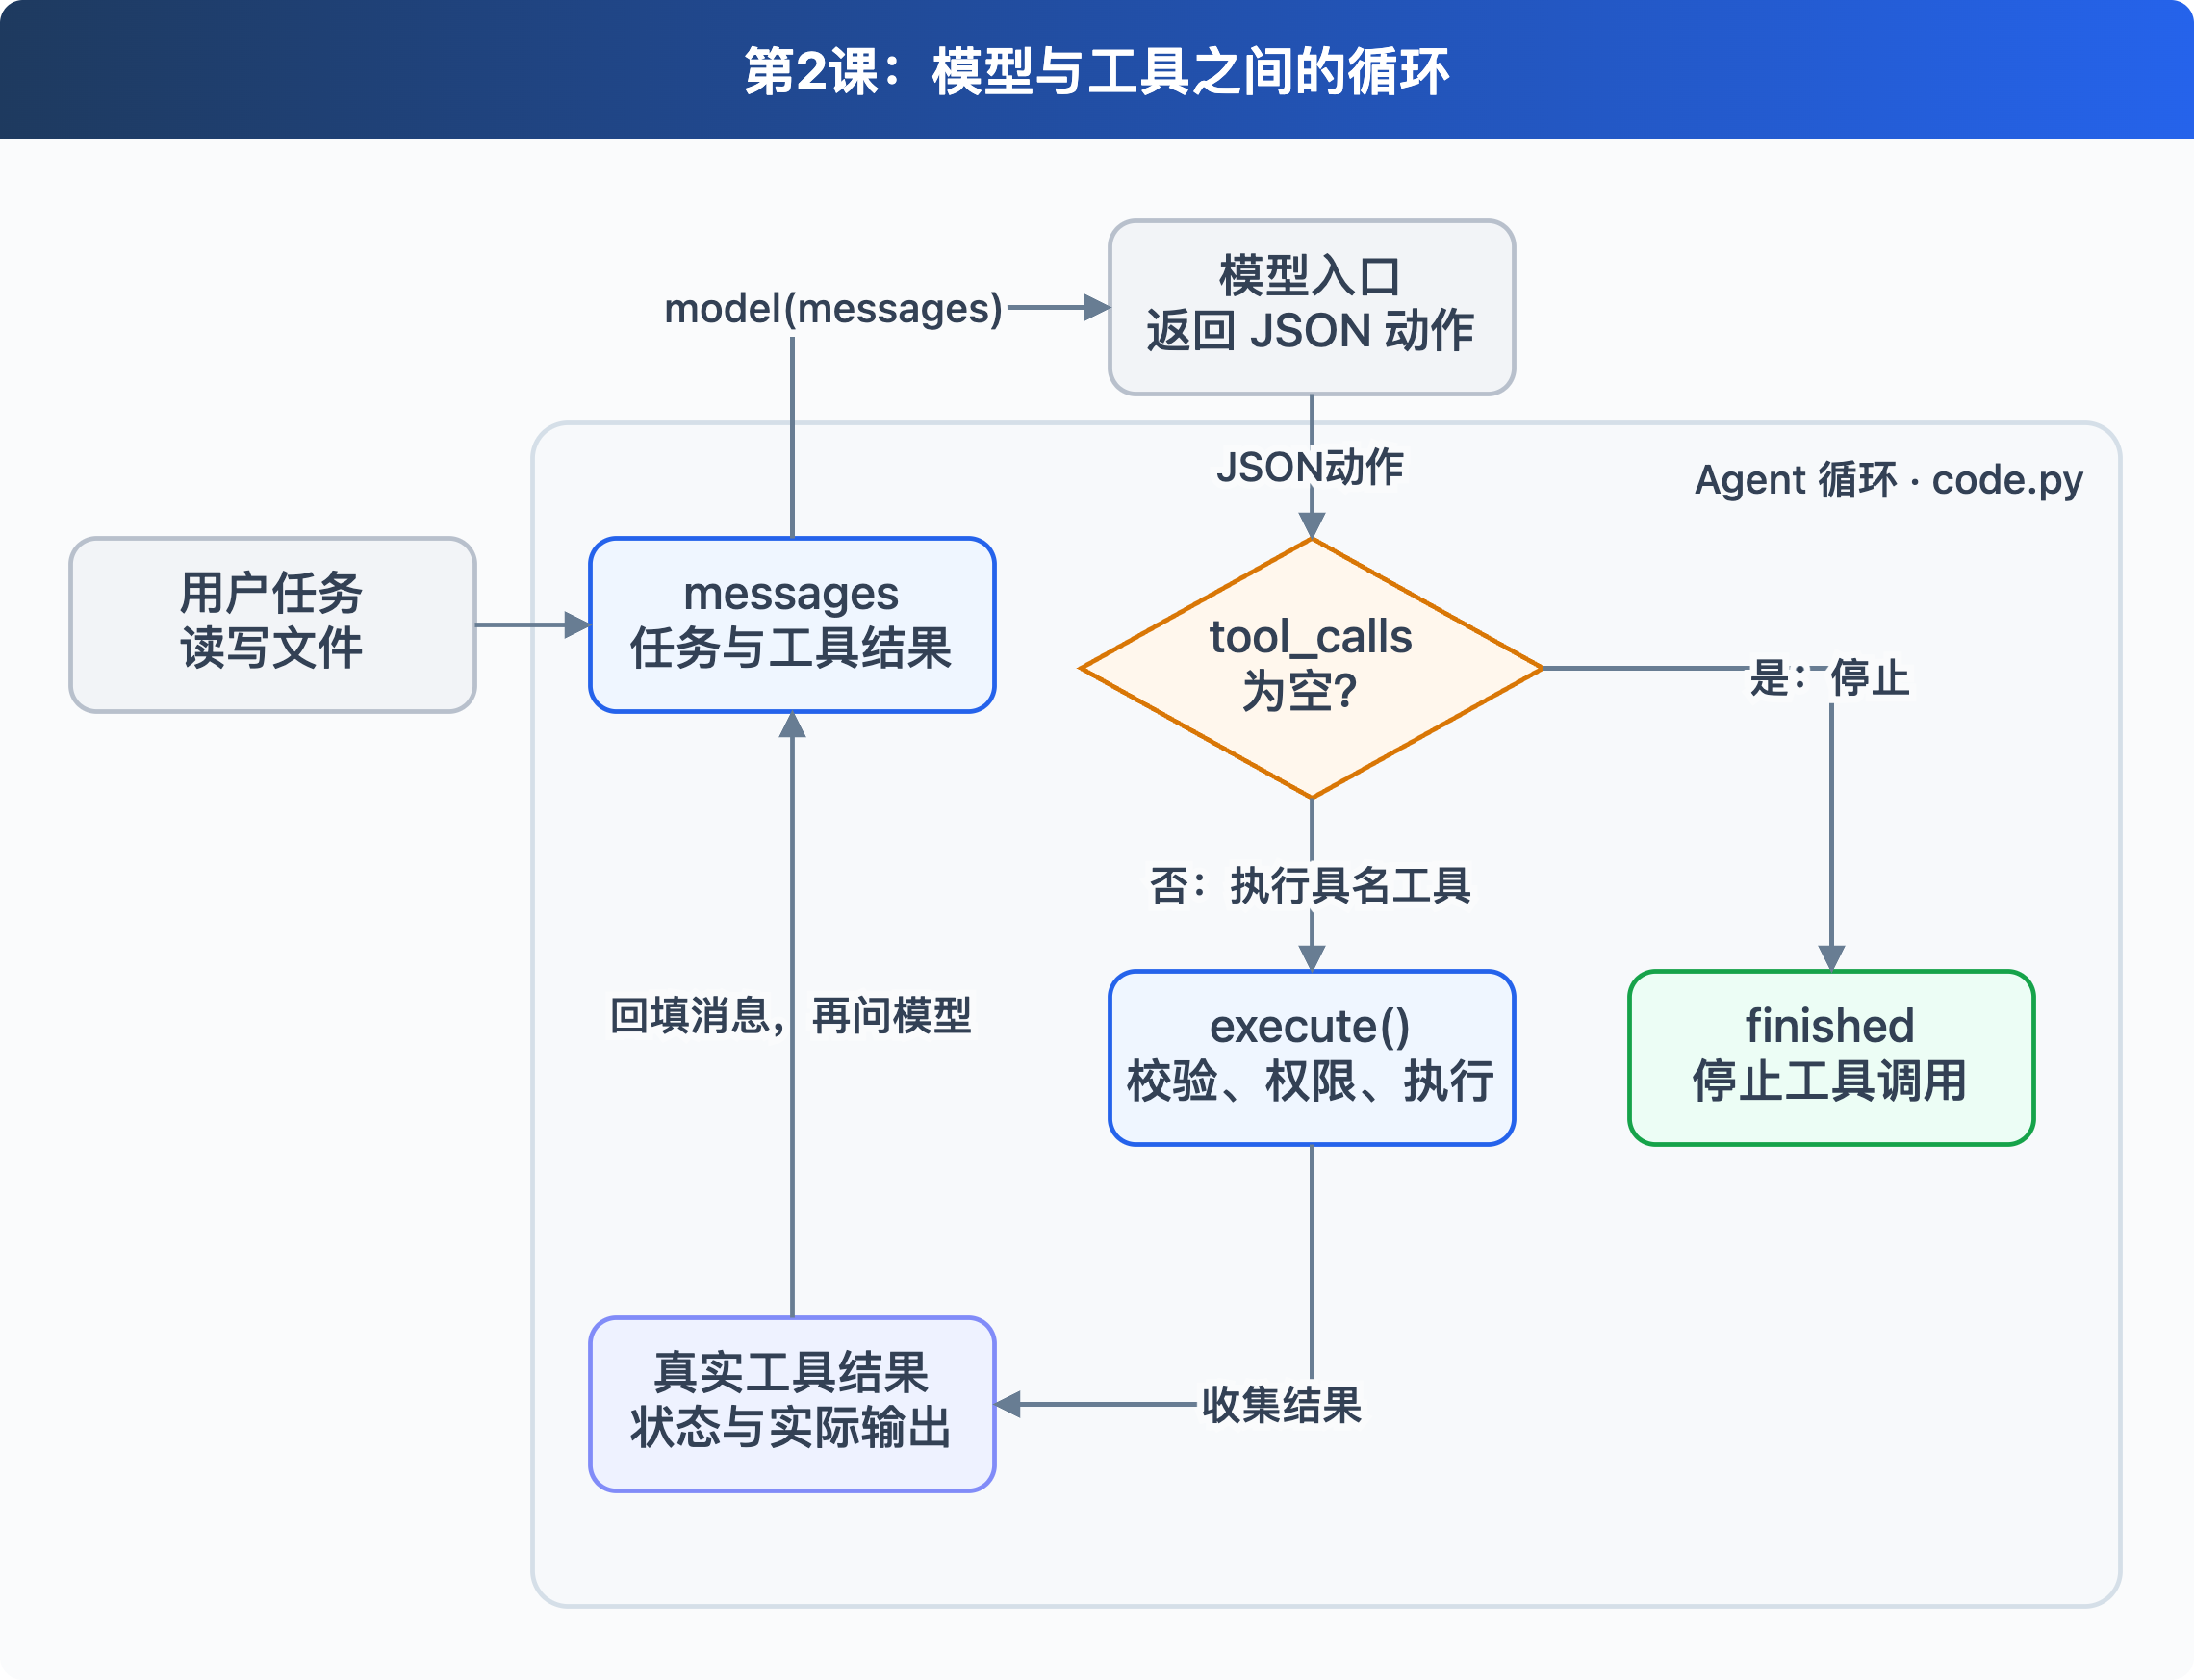 第2课：模型与工具之间的循环
模型入口
返回 JSON 动作
model(messages)
JSON动作
Agent 循环 · code.py
用户任务
读写文件
messages
任务与工具结果
tool_calls
为空?
是：停止
否：执行具名工具
回填消息，再问模型
execute()
校验、权限、执行
finished
停止工具调用
真实工具结果
状态与实际输出
收集结果